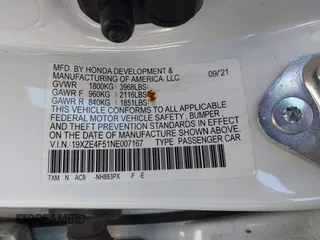 MFD. BY HONDA DEVELOPMENT &
MANUFACTURING OF AMERICA, LLC
09/21
GVWR 1800KG(3968LBS)
GAWR F 960KG(2116LBS)
GAWR R 840KG(1851LBS)
THIS VEHICLE CONFORMS TO ALL APPLICABLE
FEDERAL MOTOR VEHICLE SAFETY, BUMPER,
AND THEFT PREVENTION STANDARDS IN EFFECT
ON THE DATE OF MANUFACTURE SHOWN ABOVE.
V.I.N.: 19XZE4F51NE007167 TYPE: PASSENGER CAR
TXM N AC9 -NH883PX -F -E